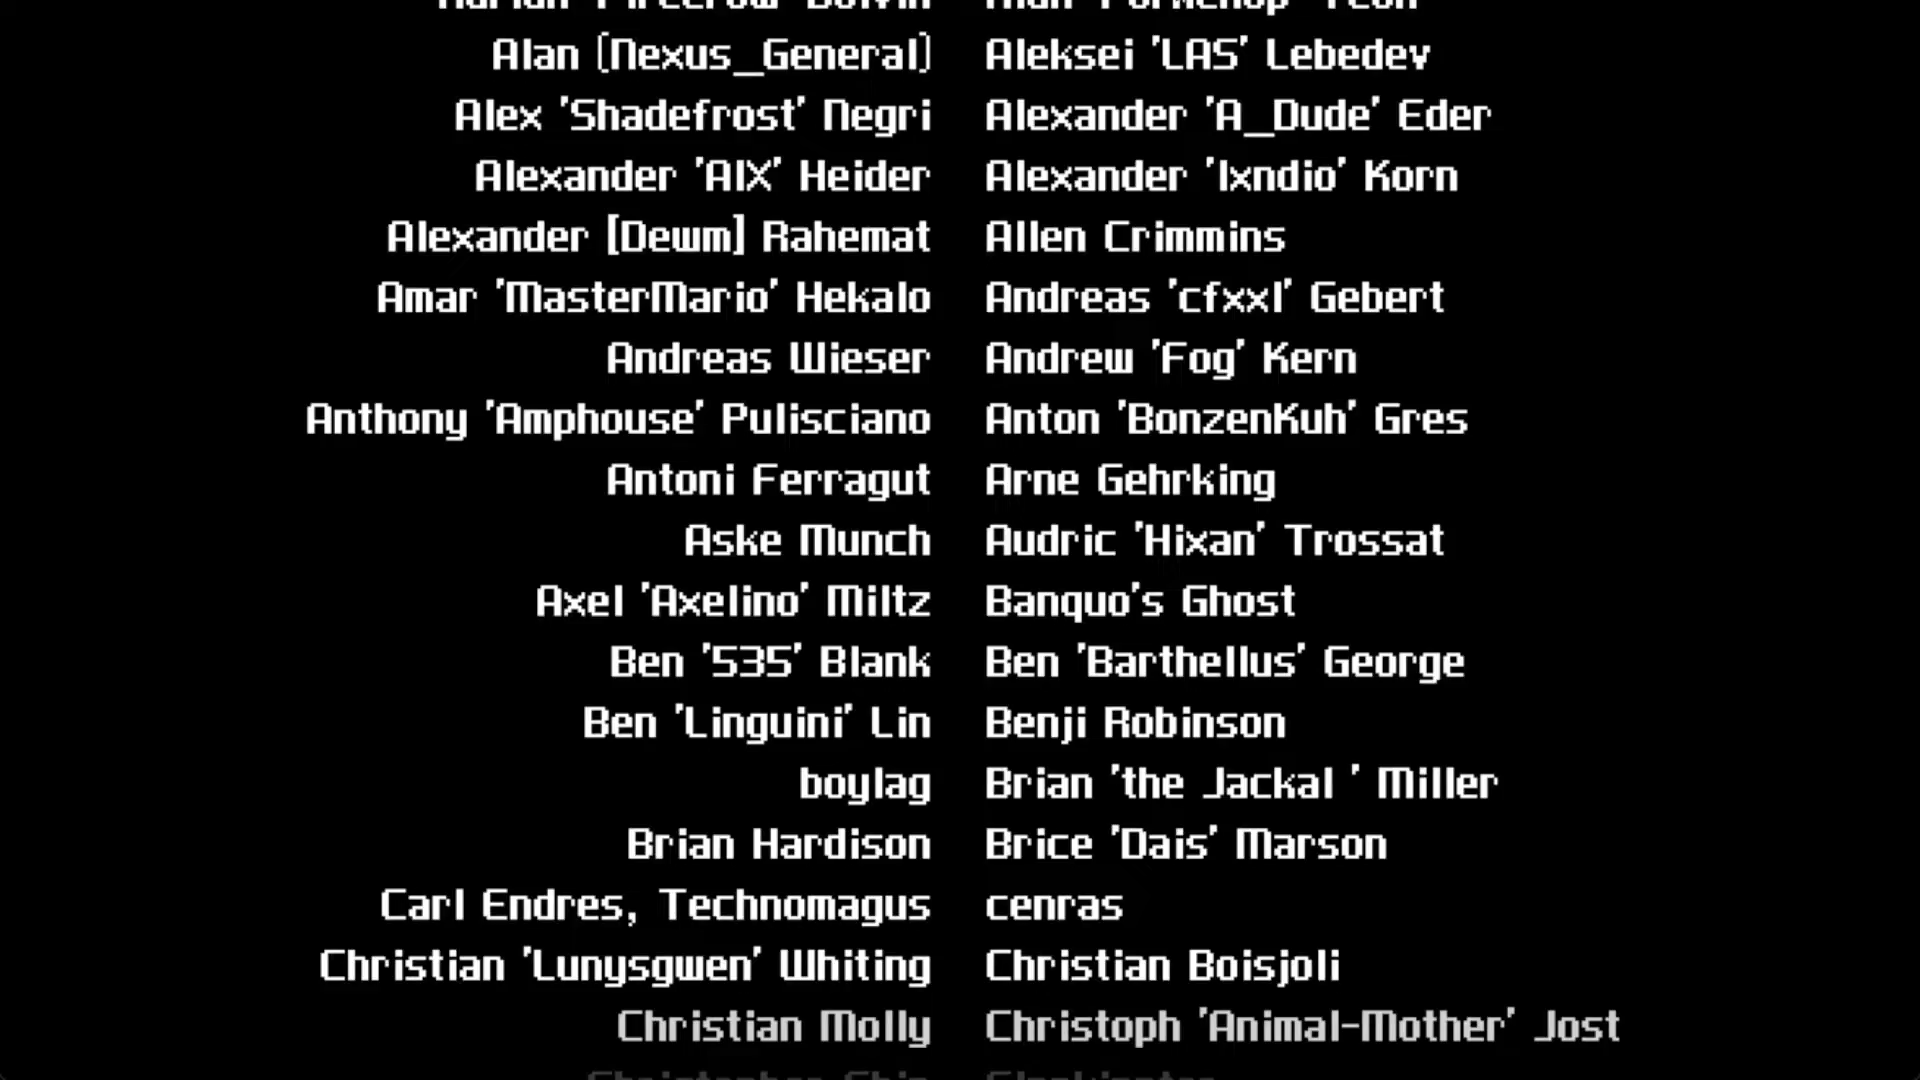 Alan (Nexus_General) Aleksei 'LAS' Lebedev
Alex 'Shadefrost' Negri Alexander 'A_Dude' Eder
Alexander 'AlX' Heider Alexander 'lxndio' Korn
Alexander [Dewm] Rahemat Allen Crimmins
Amar 'MasterMario' Hekalo Andreas 'cfxxl' Gebert
Andreas Wieser Andrew 'Fog' Kern
Anthony 'Amphouse' Pulisciano Anton 'BonzenKuh' Gres
Antoni Ferragut Arne Gehrking
Aske Munch Audric 'Hixan' Trossat
Axel 'Axelino' Miltz Banquo's Ghost
Ben '535' Blank Ben 'Barthellus' George
Ben 'Linguini' Lin Benji Robinson
boylag Brian 'the Jackal ' Miller
Brian Hardison Brice 'Dais' Marson
Carl Endres, Technomagus cenras
Christian 'Lunysgwen' Whiting Christian Boisjoli
Christian Molly Christoph 'Animal-Mother' Jost